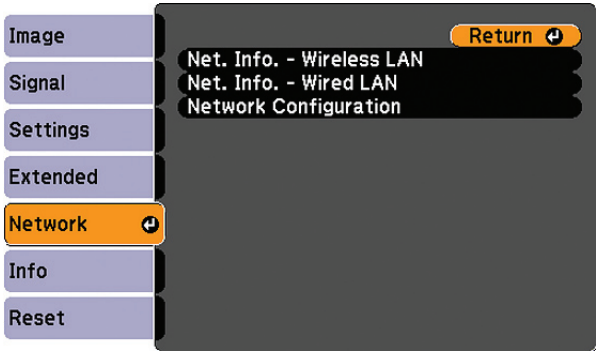 Image
Signal
Settings
Extended
Network
Info
Reset
Return
Net. Info. - Wireless LAN
Net. Info. - Wired LAN
Network Configuration